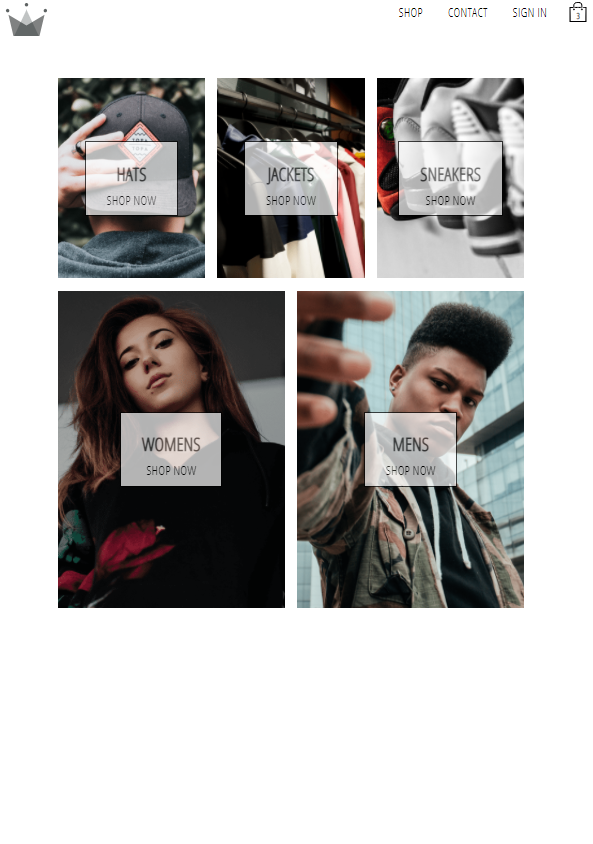 SHOP CONTACT SIGN IN 3
HATS
SHOP NOW
JACKETS
SHOP NOW
SNEAKERS
SHOP NOW
WOMENS
SHOP NOW
MENS
SHOP NOW